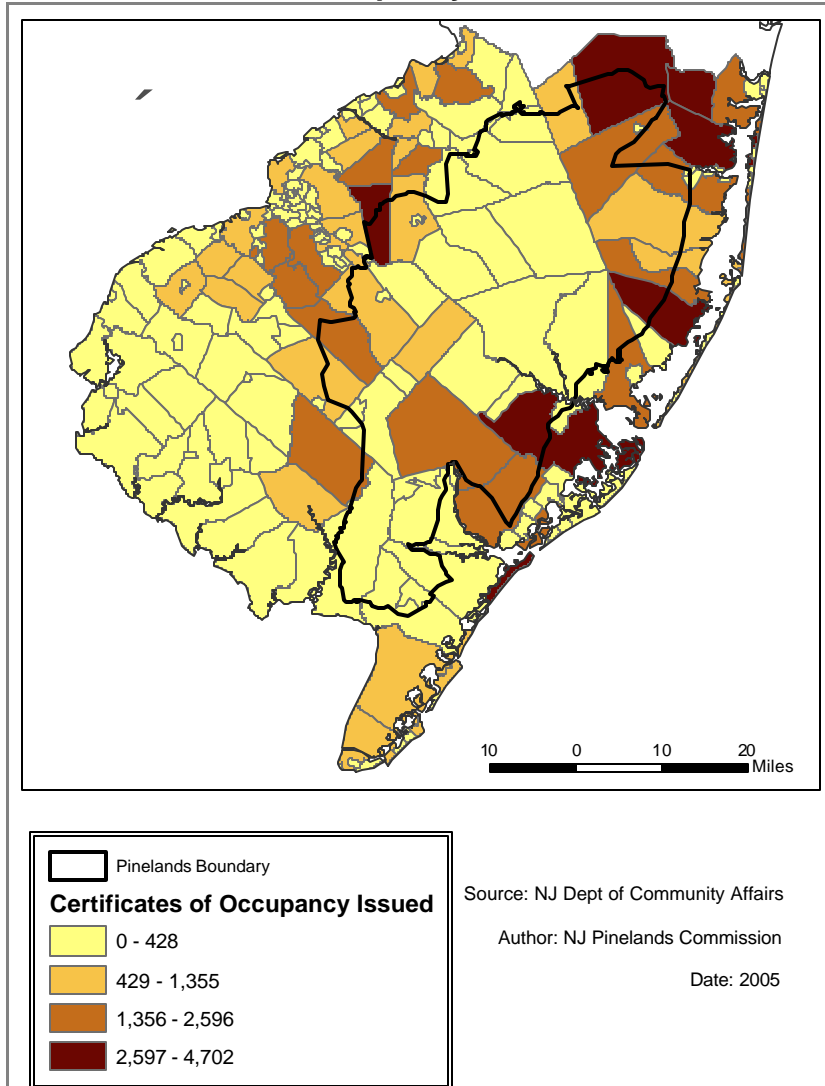 10 0 10 20
Miles
Pinelands Boundary
Certificates of Occupancy Issued
0 - 428
429 - 1,355
1,356 - 2,596
2,597 - 4,702
Source: NJ Dept of Community Affairs
Author: NJ Pinelands Commission
Date: 2005